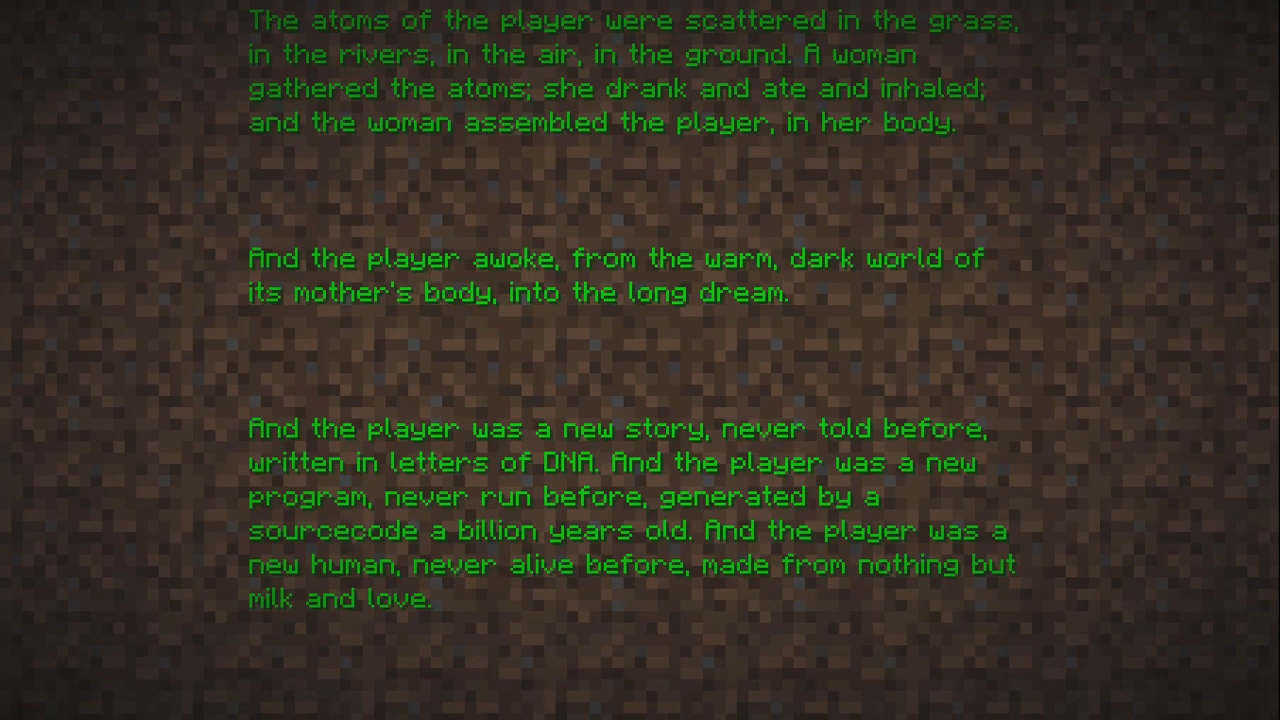 The atoms of the player were scattered in the grass,
in the rivers, in the air, in the ground. A woman
gathered the atoms; she drank and ate and inhaled;
and the woman assembled the player, in her body.
And the player awoke, from the warm, dark world of
its mother's body, into the long dream.
And the player was a new story, never told before,
written in letters of DNA. And the player was a new
program, never run before, generated by a
sourcecode a billion years old. And the player was a
new human, never alive before, made from nothing but
milk and love.